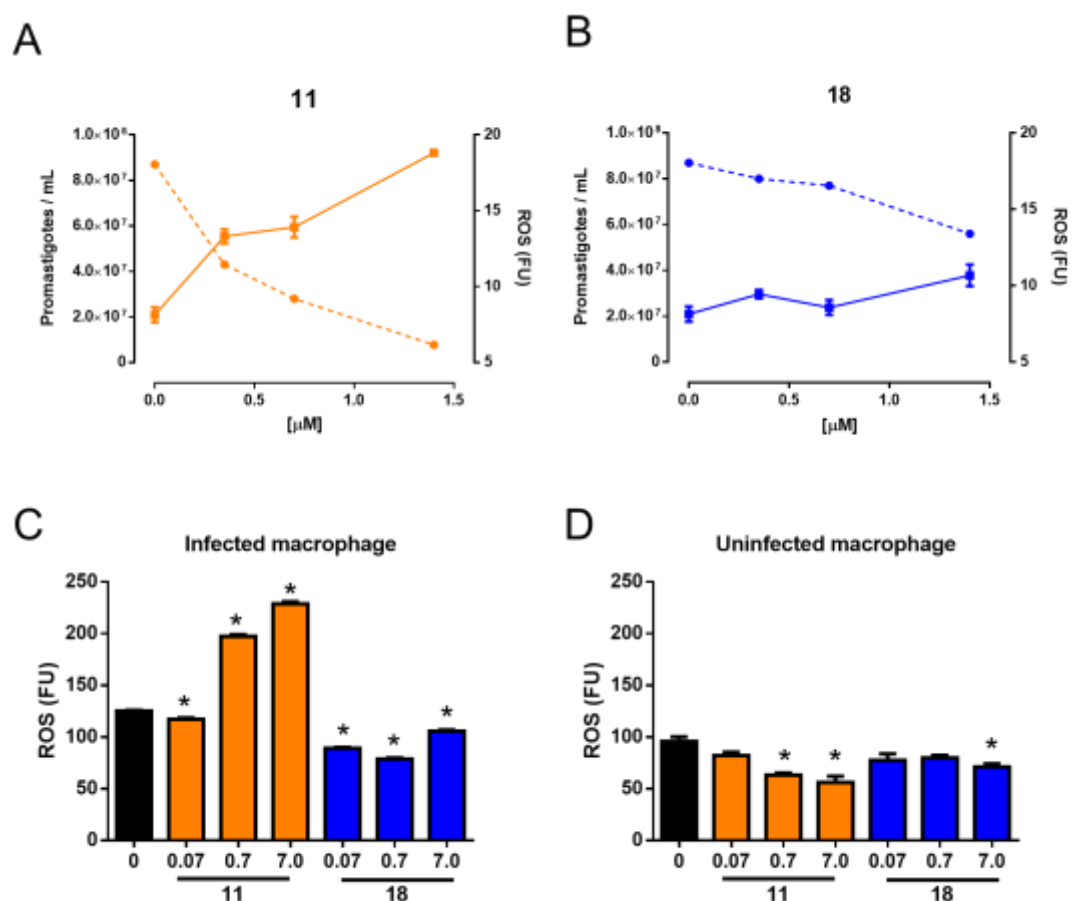 A
B
11
18
Promastigotes / mL
1.0×10⁸
8.0×10⁷
6.0×10⁷
4.0×10⁷
2.0×10⁷
0
20
15
10
5
ROS (FU)
0.0 0.5 1.0 1.5
[μM]
Promastigotes / mL
1.0×10⁸
8.0×10⁷
6.0×10⁷
4.0×10⁷
2.0×10⁷
0
20
15
10
5
ROS (FU)
0.0 0.5 1.0 1.5
[μM]
C
D
Infected macrophage
Uninfected macrophage
ROS (FU)
250
200
150
100
50
0
* * * * * *
0 0.07 0.7 7.0 0.07 0.7 7.0
11 18
ROS (FU)
250
200
150
100
50
0
* * *
0 0.07 0.7 7.0 0.07 0.7 7.0
11 18